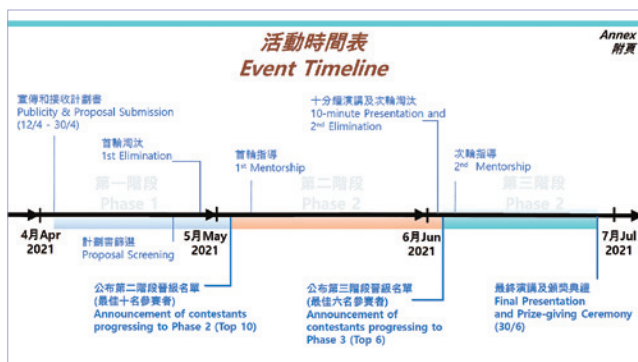 Annex
附頁
活動時間表
Event Timeline
宣傳和接收計劃書
Publicity & Proposal Submission
(12/4 - 30/4)
首輪淘汰
1st Elimination
首輪指導
1st Mentorship
十分鐘演講及次輪淘汰
10-minute Presentation and
2nd Elimination
次輪指導
2nd Mentorship
第一階段
Phase 1
第二階段
Phase 2
第三階段
Phase 2
4月Apr
2021
5月May
2021
6月Jun
2021
7月Jul
2021
計劃書篩選
Proposal Screening
公布第二階段晉級名單
(最佳十名參賽者)
Announcement of contestants
progressing to Phase 2 (Top 10)
公布第三階段晉級名單
(最佳六名參賽者)
Announcement of
contestants progressing to
Phase 3 (Top 6)
最終演講及頒獎典禮
Final Presentation
and Prize-giving Ceremony
(30/6)